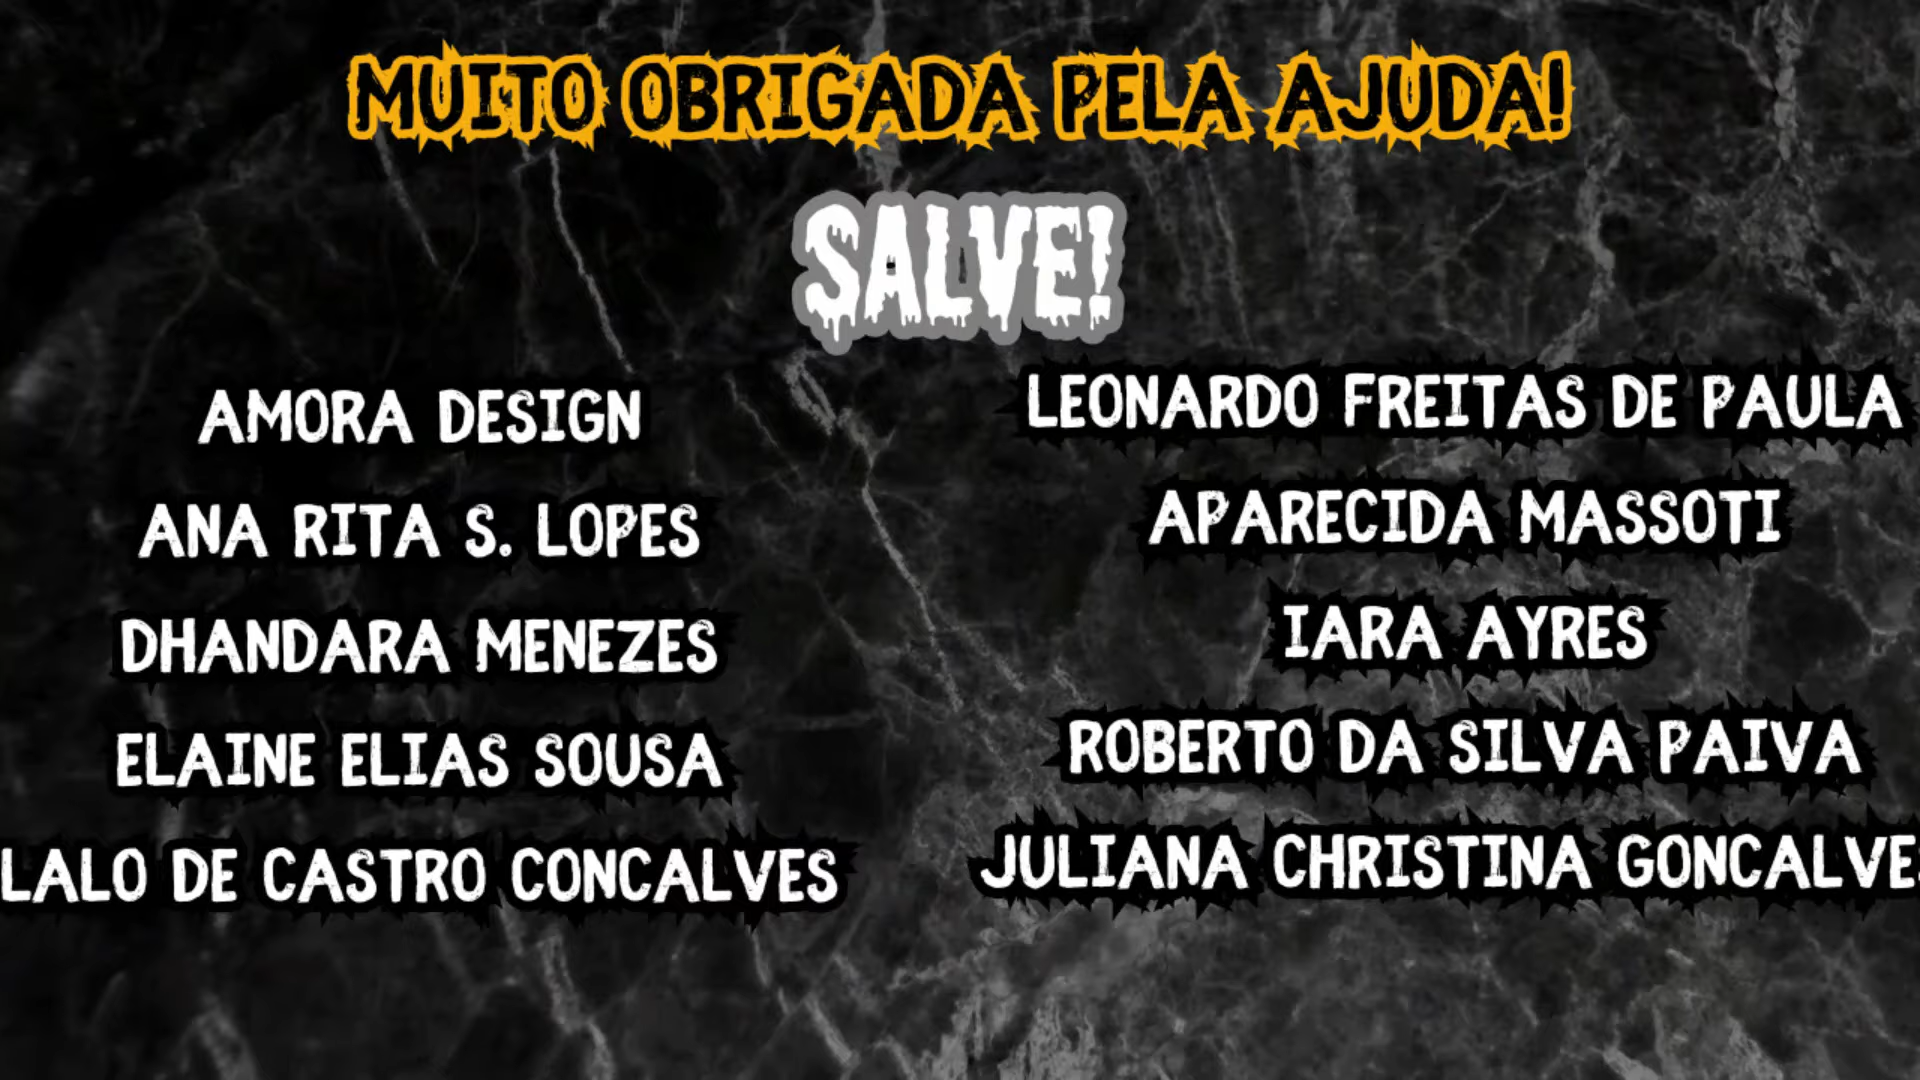 MUITO OBRIGADA PELA AJUDA!
SALVE!
AMORA DESIGN
ANA RITA S. LOPES
DHANDARA MENEZES
ELAINE ELIAS SOUSA
LALO DE CASTRO CONCALVES
LEONARDO FREITAS DE PAULA
APARECIDA MASSOTI
IARA AYRES
ROBERTO DA SILVA PAIVA
JULIANA CHRISTINA GONCALVES